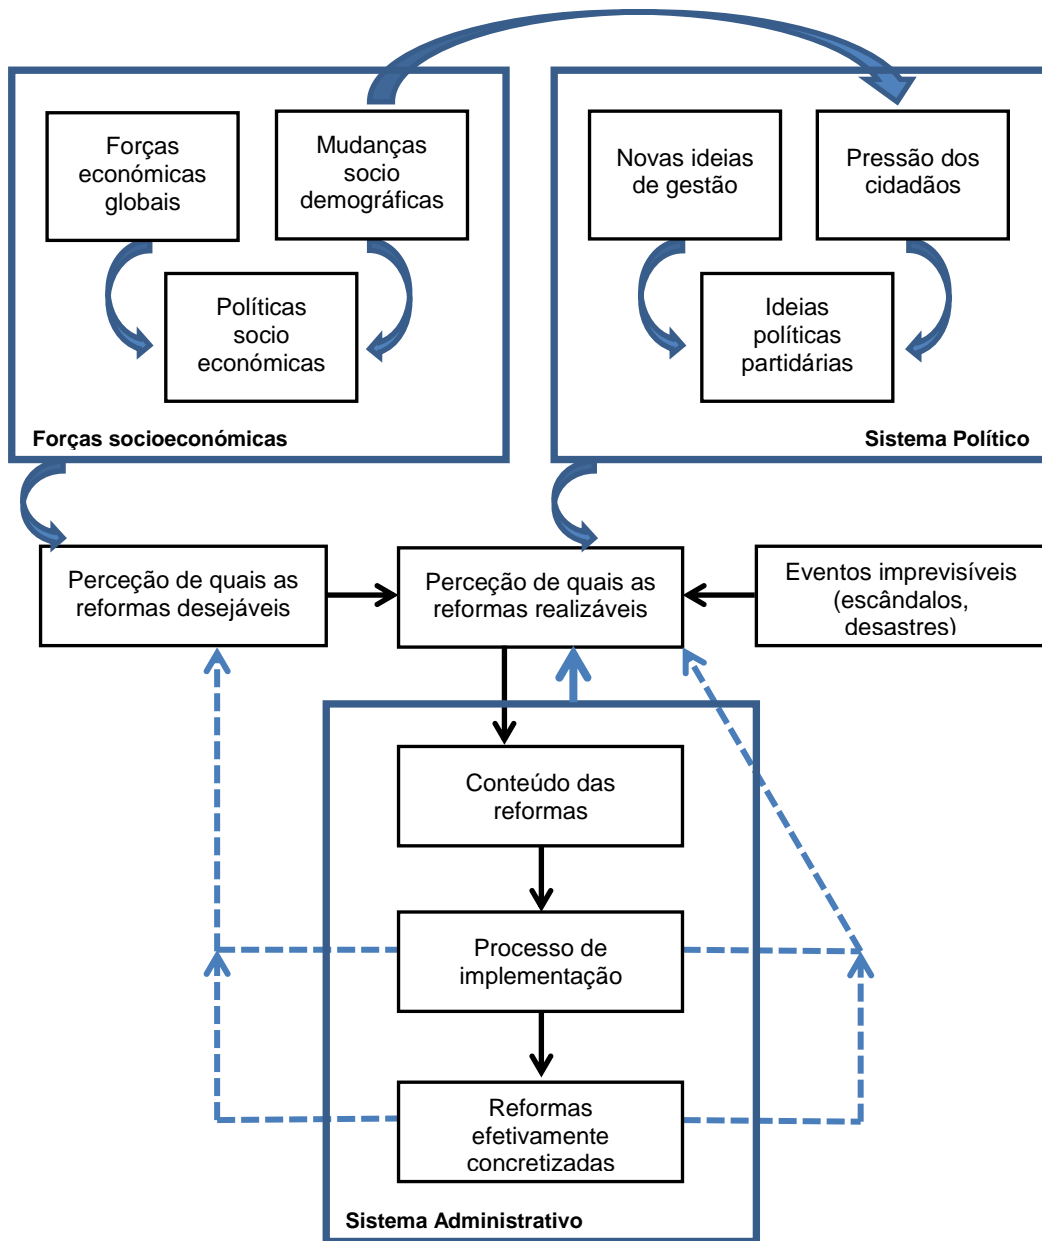 Forças
económicas
globais
Mudanças
socio
demográficas
Políticas
socio
económicas
Forças socioeconómicas
Novas ideias
de gestão
Pressão dos
cidadãos
Ideias
políticas
partidárias
Sistema Político
Perceção de quais as
reformas desejáveis
Perceção de quais as
reformas realizáveis
Eventos imprevisíveis
(escândalos,
desastres)
Conteúdo das
reformas
Processo de
implementação
Reformas
efetivamente
concretizadas
Sistema Administrativo